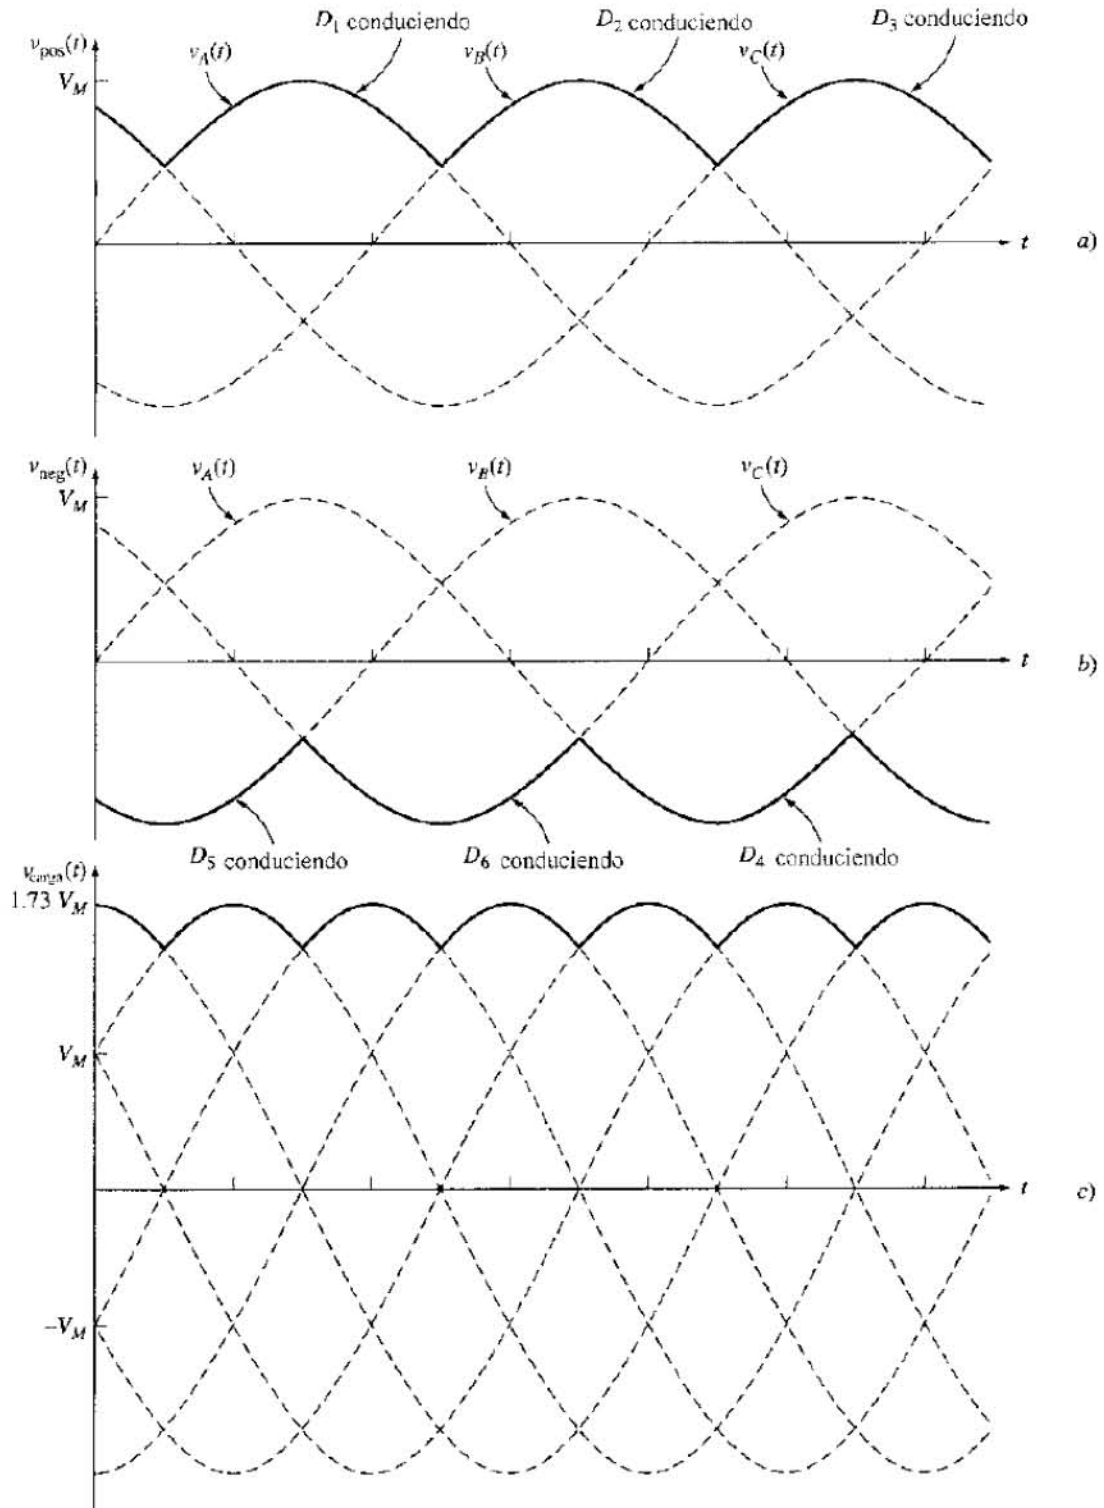 D₁ conduciendo
D₂ conduciendo
D₃ conduciendo
v_pos(t)
v_A(t)
v_B(t)
v_C(t)
V_M
t
a)
v_neg(t)
v_A(t)
v_B(t)
v_C(t)
V_M
t
b)
D₅ conduciendo
D₆ conduciendo
D₄ conduciendo
v_carga(t)
1.73 V_M
V_M
t
c)
–V_M